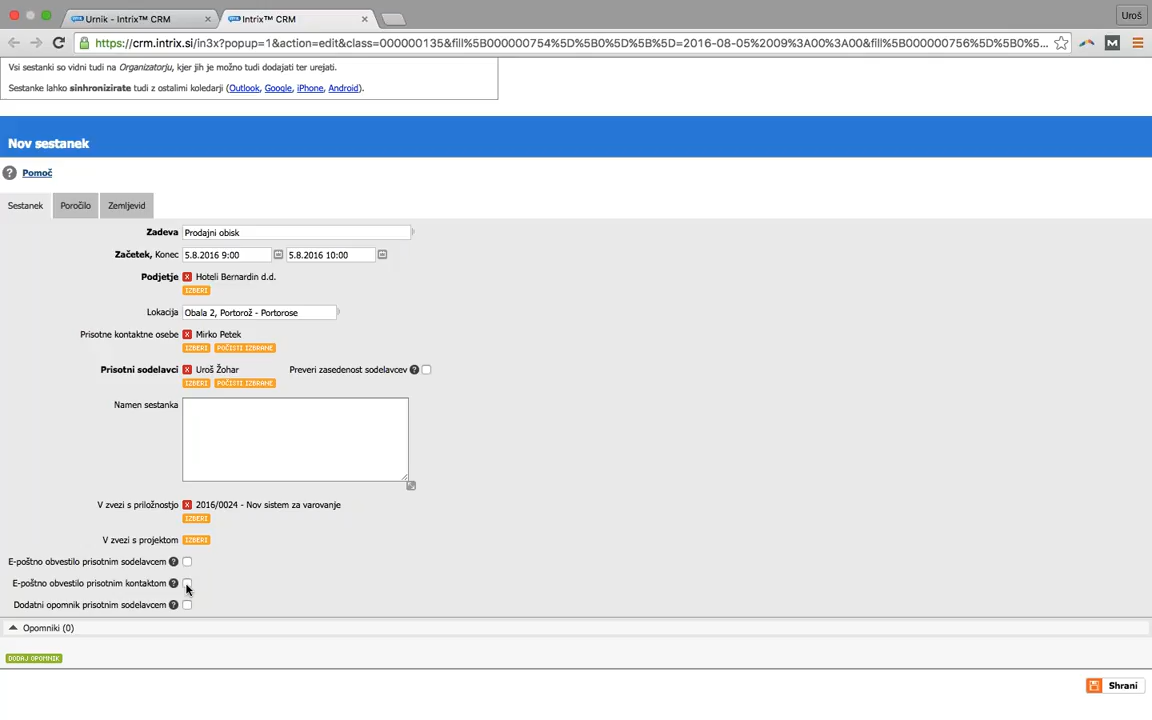 Urnik - Intrix™ CRM
Intrix™ CRM
Uroš
https://crm.intrix.si/in3x?popup=1&action=edit&class=000000135&fill%5B000000754%5D%5B0%5D%5B%5D=2016-08-05%2009%3A00%3A00&fill%5B000000756%5D%5B0%5...
Vsi sestanki so vidni tudi na Organizatorju, kjer jih je možno tudi dodajati ter urejati.
Sestanke lahko sinhronizirate tudi z ostalimi koledarji (Outlook, Google, iPhone, Android).
Nov sestanek
? Pomoč
Sestanek
Poročilo
Zemljevid
Zadeva Prodajni obisk
Začetek, Konec 5.8.2016 9:00 5.8.2016 10:00
Podjetje X Hoteli Bernardin d.d.
IZBERI
Lokacija Obala 2, Portorož - Portorose
Prisotne kontaktne osebe X Mirko Petek
IZBERI POČISTI IZBRANE
Prisotni sodelavci X Uroš Žohar Preveri zasedenost sodelavcev ?
IZBERI POČISTI IZBRANE
Namen sestanka
V zvezi s priložnostjo X 2016/0024 - Nov sistem za varovanje
IZBERI
V zvezi s projektom IZBERI
E-poštno obvestilo prisotnim sodelavcem ?
E-poštno obvestilo prisotnim kontaktom ?
Dodatni opomnik prisotnim sodelavcem ?
Opomniki (0)
DODAJ OPOMNIK
Shrani